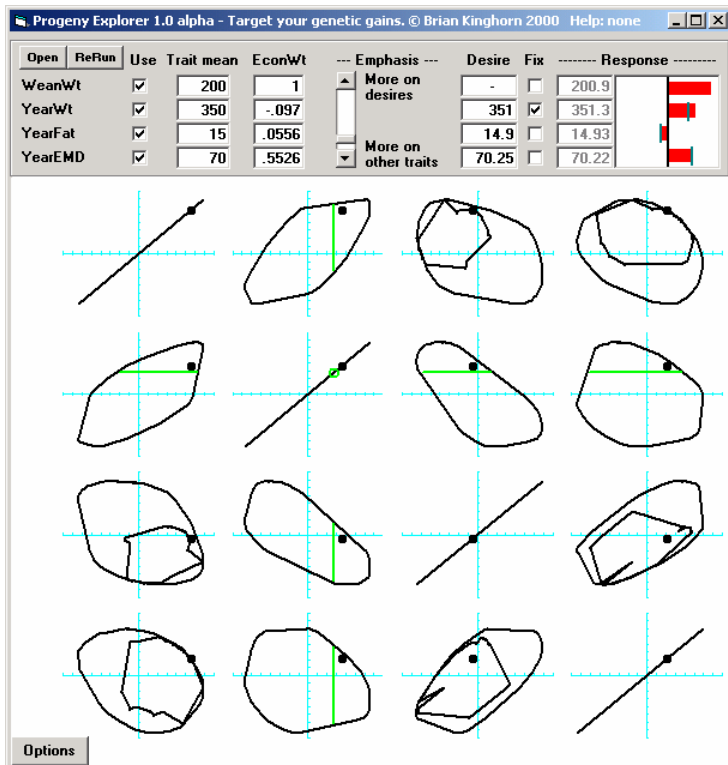 Progeny Explorer 1.0 alpha - Target your genetic gains. © Brian Kinghorn 2000 Help: none
Open ReRun Use Trait mean EconWt --- Emphasis --- Desire Fix -------- Response ---------
WeanWt 200 1 More on desires - 200.9
YearWt 350 -.097 351 351.3
YearFat 15 .0556 14.9 14.93
YearEMD 70 .5526 More on other traits 70.25 70.22
Options